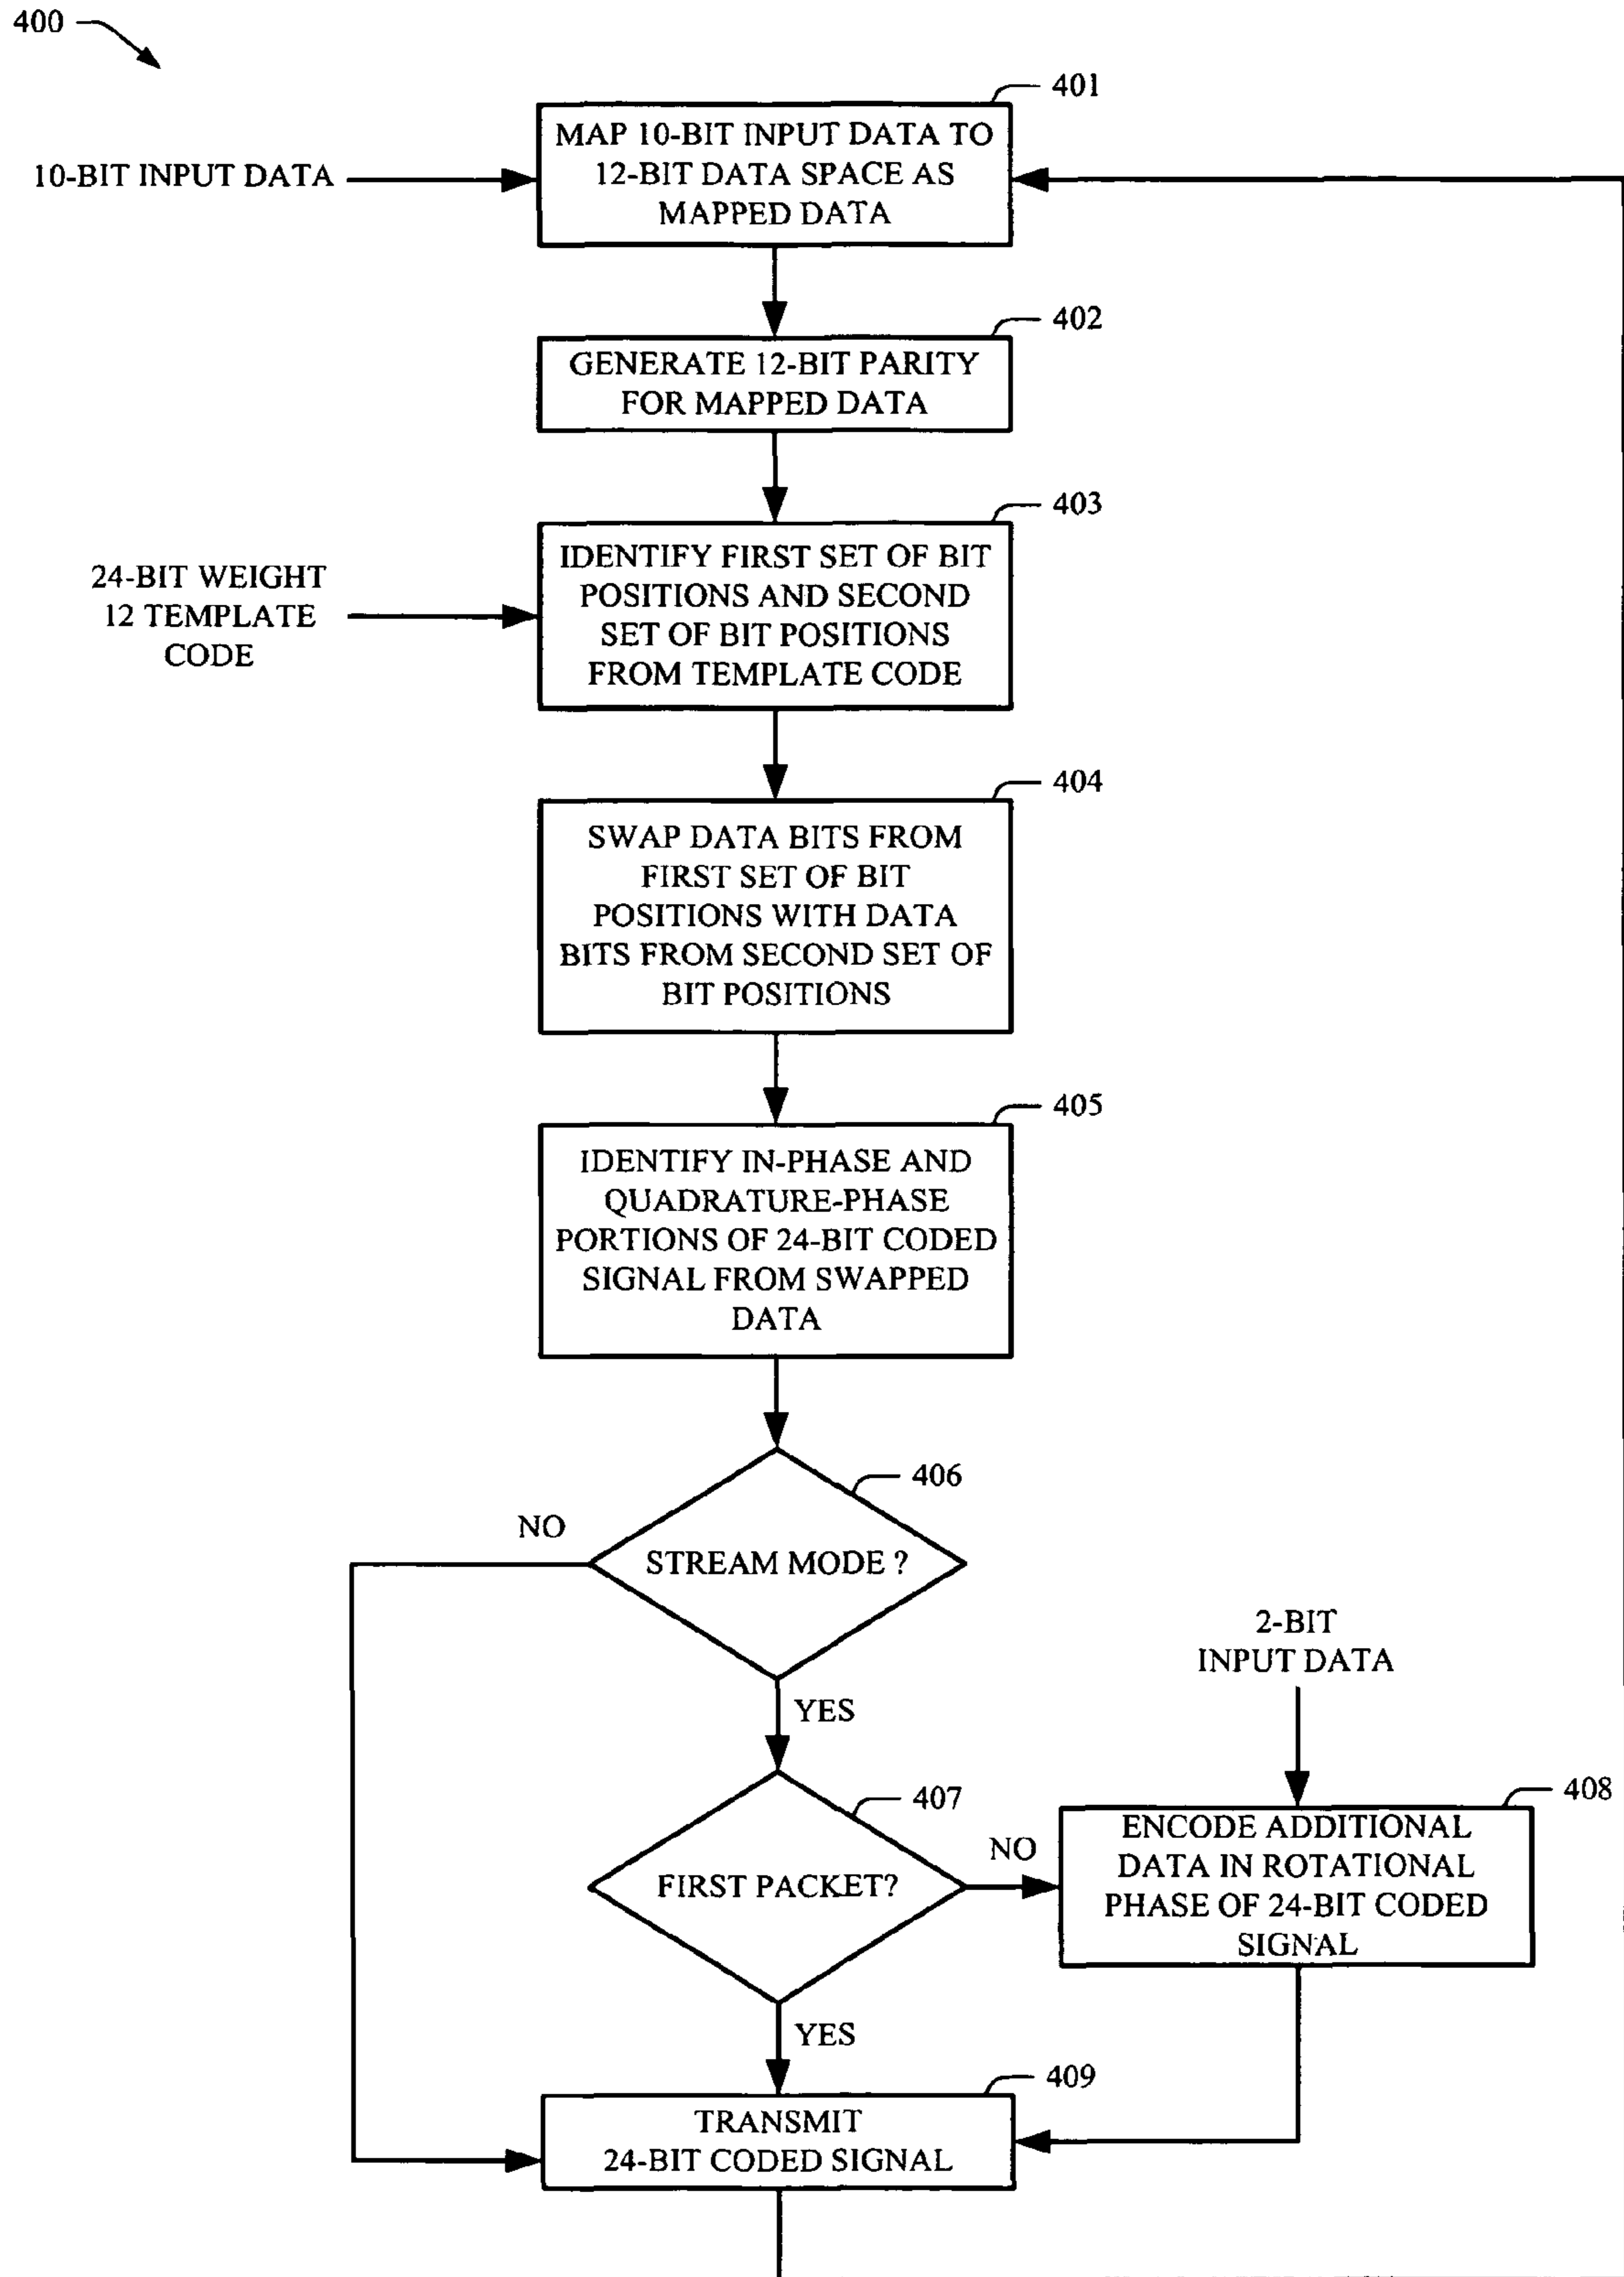 400
401
MAP 10-BIT INPUT DATA TO
12-BIT DATA SPACE AS
MAPPED DATA
10-BIT INPUT DATA
402
GENERATE 12-BIT PARITY
FOR MAPPED DATA
403
IDENTIFY FIRST SET OF BIT
POSITIONS AND SECOND
SET OF BIT POSITIONS
FROM TEMPLATE CODE
24-BIT WEIGHT
12 TEMPLATE
CODE
404
SWAP DATA BITS FROM
FIRST SET OF BIT
POSITIONS WITH DATA
BITS FROM SECOND SET OF
BIT POSITIONS
405
IDENTIFY IN-PHASE AND
QUADRATURE-PHASE
PORTIONS OF 24-BIT CODED
SIGNAL FROM SWAPPED
DATA
406
NO
STREAM MODE ?
YES
2-BIT
INPUT DATA
407
FIRST PACKET?
NO
408
ENCODE ADDITIONAL
DATA IN ROTATIONAL
PHASE OF 24-BIT CODED
SIGNAL
YES
409
TRANSMIT
24-BIT CODED SIGNAL